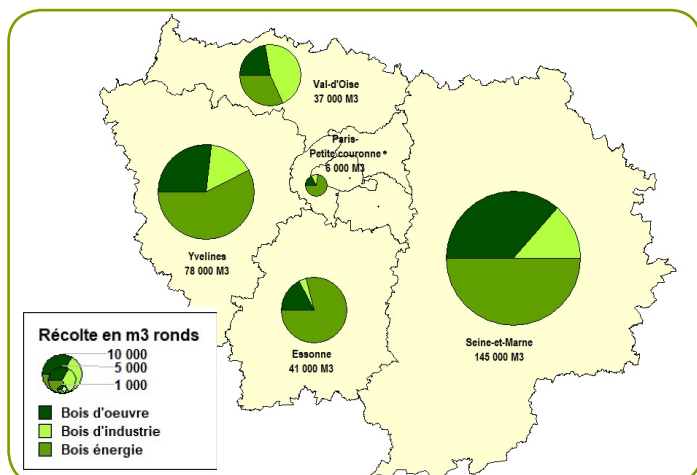 Val-d'Oise
37 000 M3
Paris-
Petite couronne*
6 000 M3
Yvelines
78 000 M3
Essonne
41 000 M3
Seine-et-Marne
145 000 M3
Récolte en m3 ronds
10 000
5 000
1 000
Bois d'oeuvre
Bois d'industrie
Bois énergie